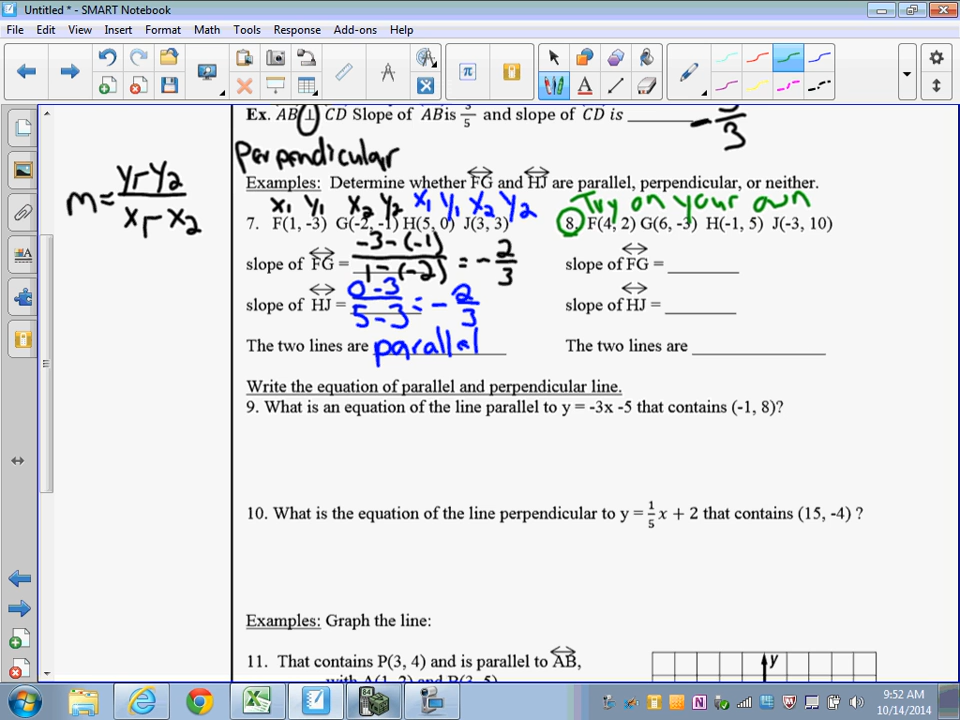 Untitled * - SMART Notebook
File Edit View Insert Format Math Tools Response Add-ons Help
Ex. AB ⊥ CD Slope of AB is 3/5 and slope of CD is ________ -5/3
Perpendicular
m = y₁-y₂ / x₁-x₂
Examples: Determine whether FG and HJ are parallel, perpendicular, or neither.
x₁ y₁ x₂ y₂ x₁ y₁ x₂ y₂ Try on your own
7. F(1, -3) G(-2, -1) H(5, 0) J(3, 3) 8. F(4, 2) G(6, -3) H(-1, 5) J(-3, 10)
slope of FG = -3-(-1) / 1-(-2) = -2/3 slope of FG = ________
slope of HJ = 0-3 / 5-3 = -2/3 slope of HJ = ________
The two lines are parallel The two lines are ________________
Write the equation of parallel and perpendicular line.
9. What is an equation of the line parallel to y = -3x -5 that contains (-1, 8)?
10. What is the equation of the line perpendicular to y = 1/5 x + 2 that contains (15, -4) ?
Examples: Graph the line:
11. That contains P(3, 4) and is parallel to AB,
y
9:52 AM
10/14/2014